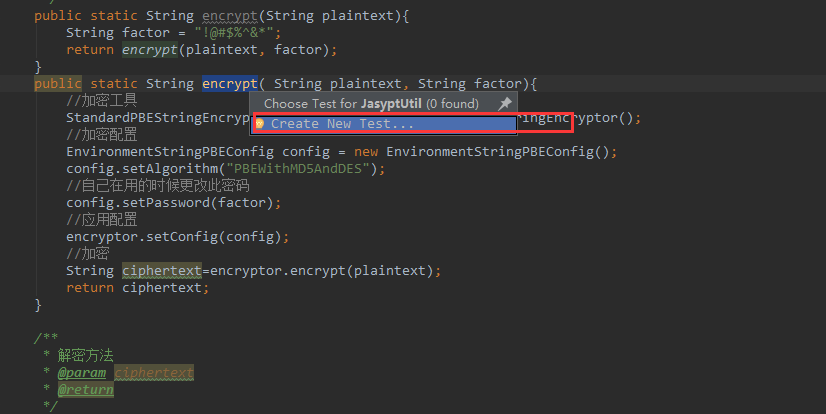 */
public static String encrypt(String plaintext){
String factor = "!@#$%^&*";
return encrypt(plaintext, factor);
}
public static String encrypt( String plaintext, String factor){
//加密工具
Choose Test for JasyptUtil (0 found)
StandardPBEStringEncryp ringEncryptor();
Create New Test...
//加密配置
EnvironmentStringPBEConfig config = new EnvironmentStringPBEConfig();
config.setAlgorithm("PBEWithMD5AndDES");
//自己在用的时候更改此密码
config.setPassword(factor);
//应用配置
encryptor.setConfig(config);
//加密
String ciphertext=encryptor.encrypt(plaintext);
return ciphertext;
}
/**
* 解密方法
* @param ciphertext
* @return
*/